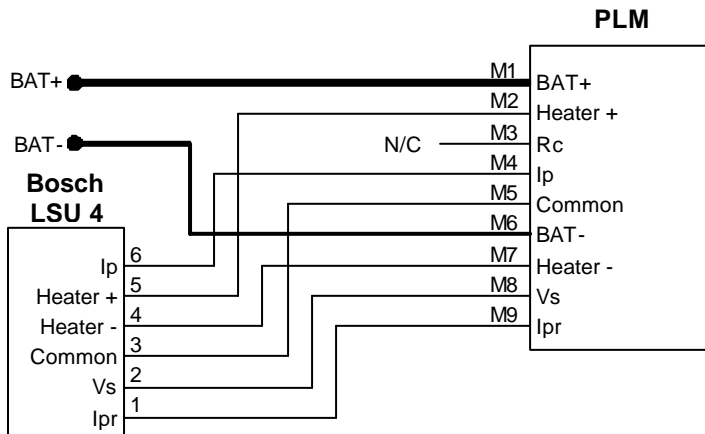 PLM
BAT+ M1 BAT+
M2 Heater +
BAT- N/C M3 Rc
M4 Ip
Bosch
LSU 4
M5 Common
M6 BAT-
Ip 6 M7 Heater -
Heater + 5 M8 Vs
Heater - 4 M9 Ipr
Common 3
Vs 2
Ipr 1